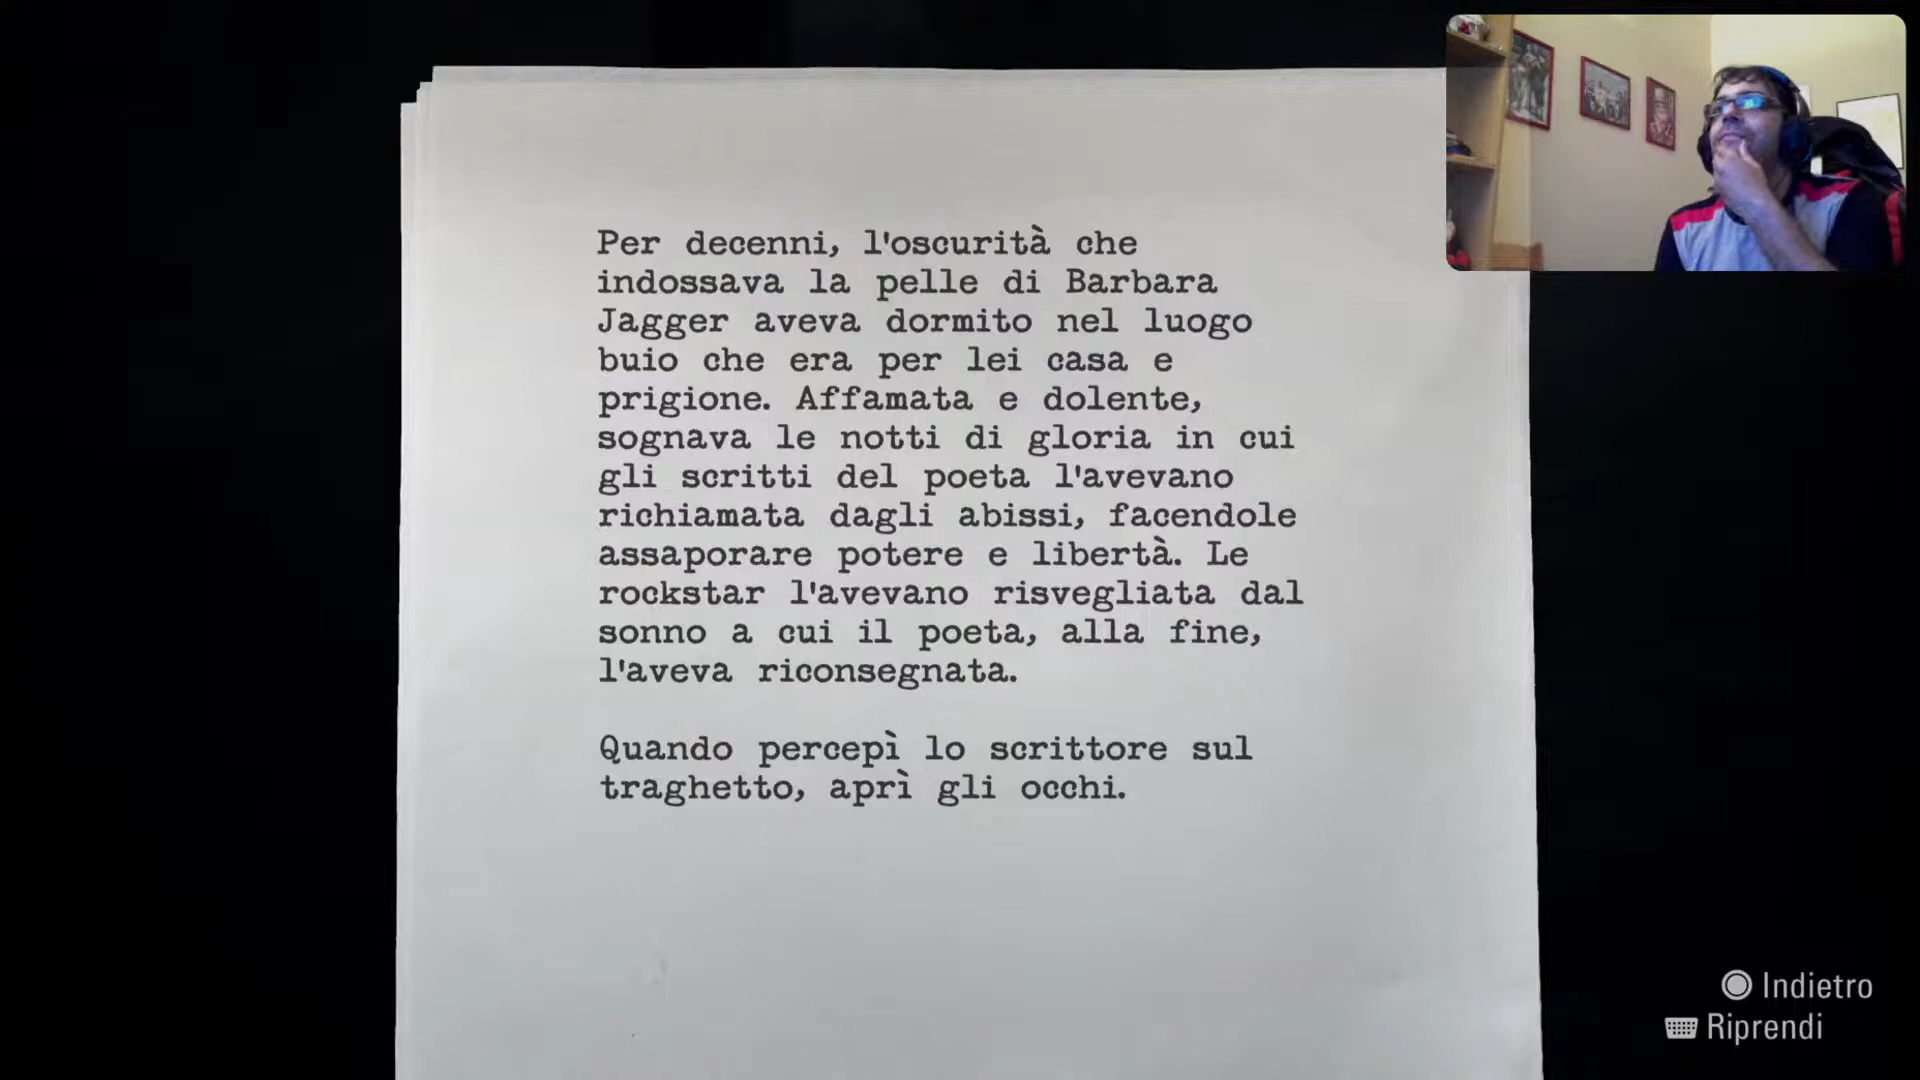 Per decenni, l'oscurità che
indossava la pelle di Barbara
Jagger aveva dormito nel luogo
buio che era per lei casa e
prigione. Affamata e dolente,
sognava le notti di gloria in cui
gli scritti del poeta l'avevano
richiamata dagli abissi, facendole
assaporare potere e libertà. Le
rockstar l'avevano risvegliata dal
sonno a cui il poeta, alla fine,
l'aveva riconsegnata.
Quando percepì lo scrittore sul
traghetto, aprì gli occhi.
Indietro
Riprendi